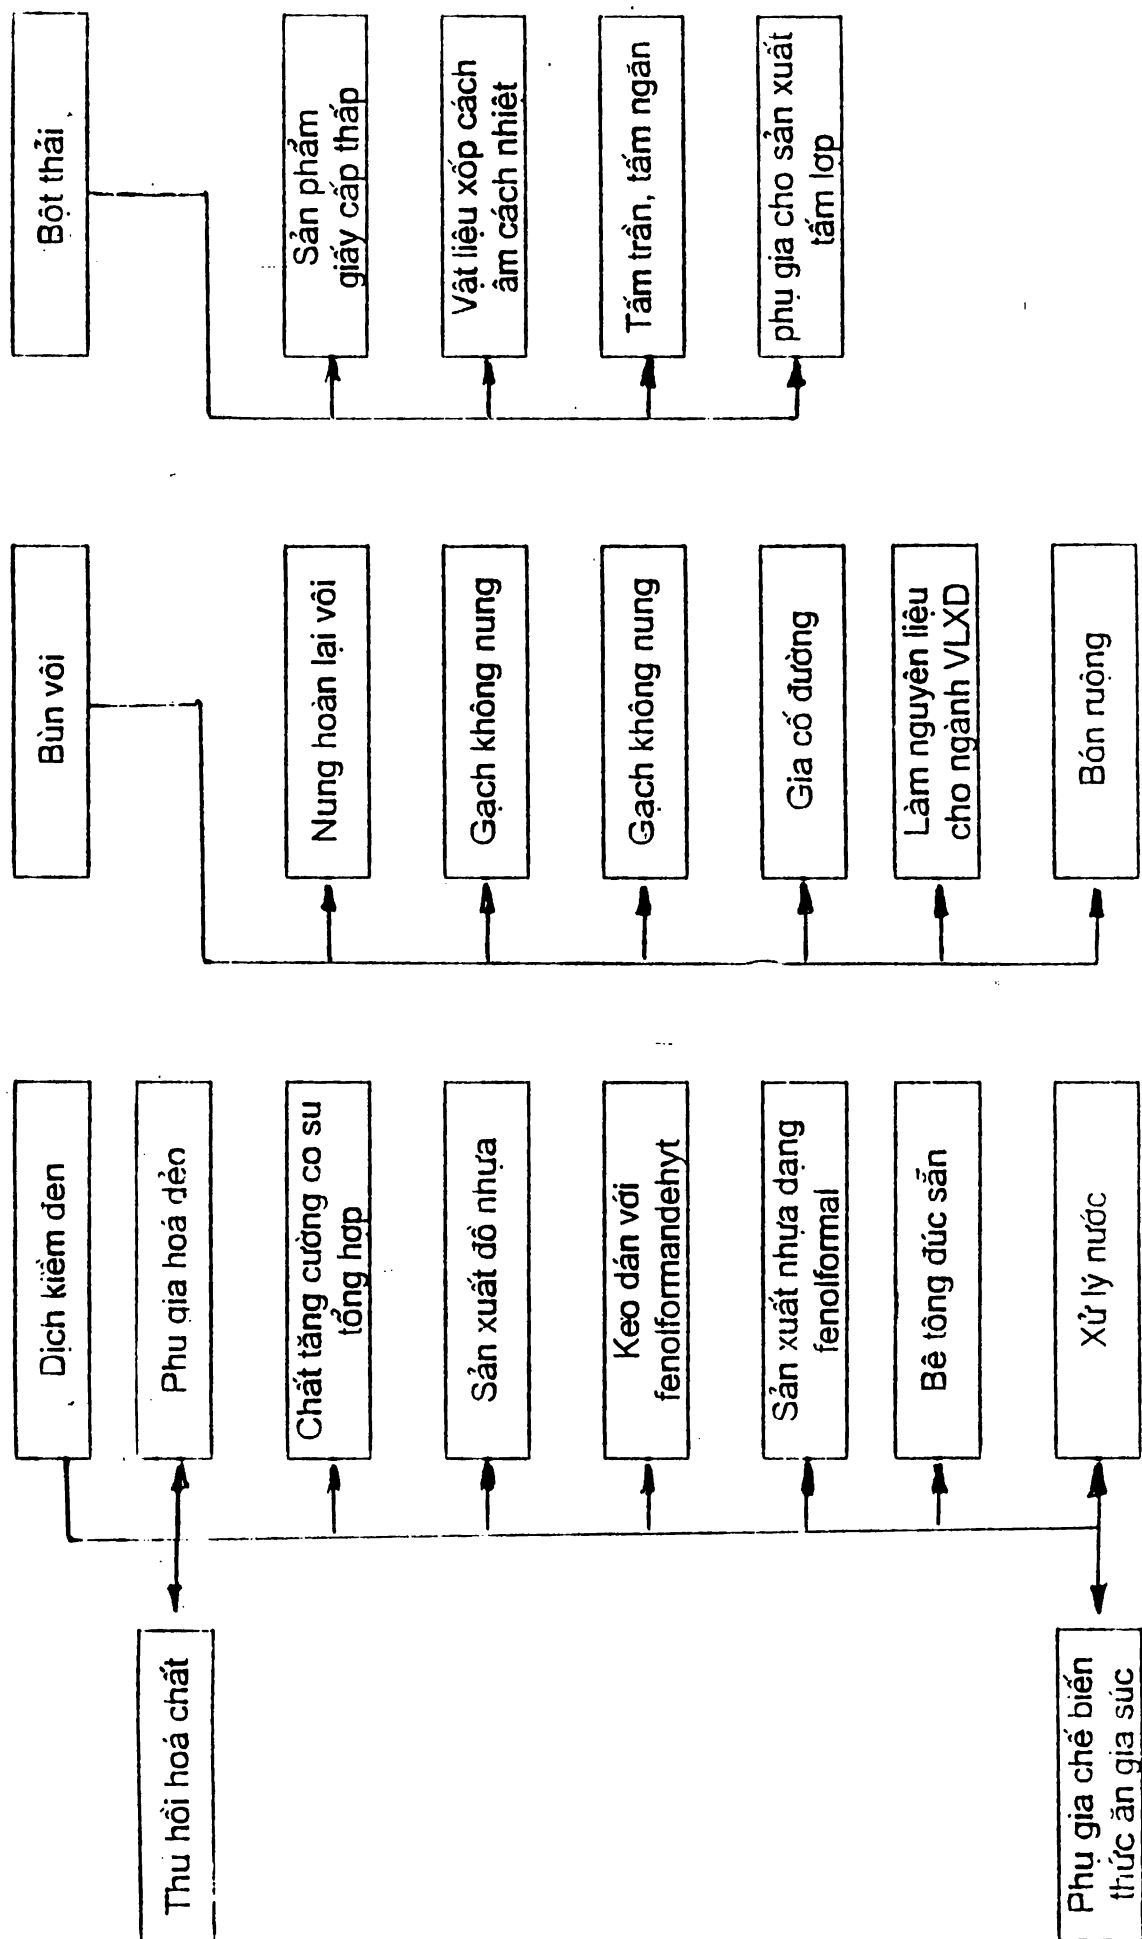 Thu hồi hoá chất
Phụ gia chế biến
thức ăn gia súc
Dịch kiềm đen
Phu gia hoá dẻo
Chất tăng cường co su
tổng hợp
Sản xuất đồ nhựa
Keo dán với
fenolformandehyt
Sản xuất nhựa dạng
fenolformal
Bê tông đúc sẵn
Xử lý nước
Bùn vôi
Nung hoàn lại vôi
Gạch không nung
Gạch không nung
Gia cố đường
Làm nguyên liệu
cho ngành VLXD
Bón ruộng
Bột thải
Sản phẩm
giấy cấp thấp
Vật liệu xốp cách
âm cách nhiệt
Tấm trần, tấm ngăn
phụ gia cho sản xuất
tấm lợp